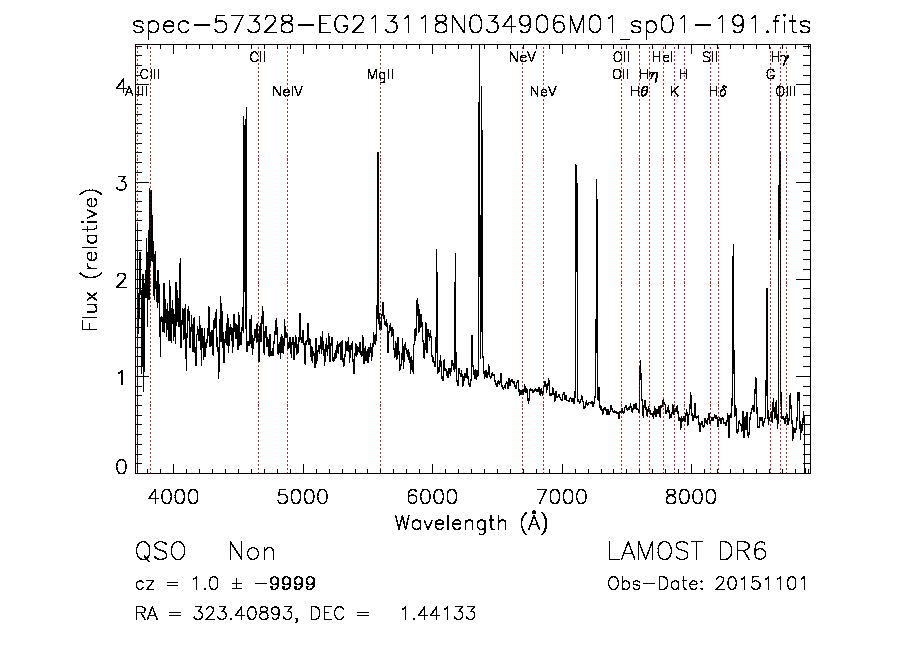 spec-57328-EG213118N034906M01_sp01-191.fits
CII NeV OII HeI SII Hγ
CIII MgII OII Hη H G
AlII NeIV NeV Hθ K Hδ OIII
4
3
2
1
0
Flux (relative)
4000 5000 6000 7000 8000
Wavelength (Å)
QSO Non LAMOST DR6
cz = 1.0 ± -9999 Obs-Date: 20151101
RA = 323.40893, DEC = 1.44133